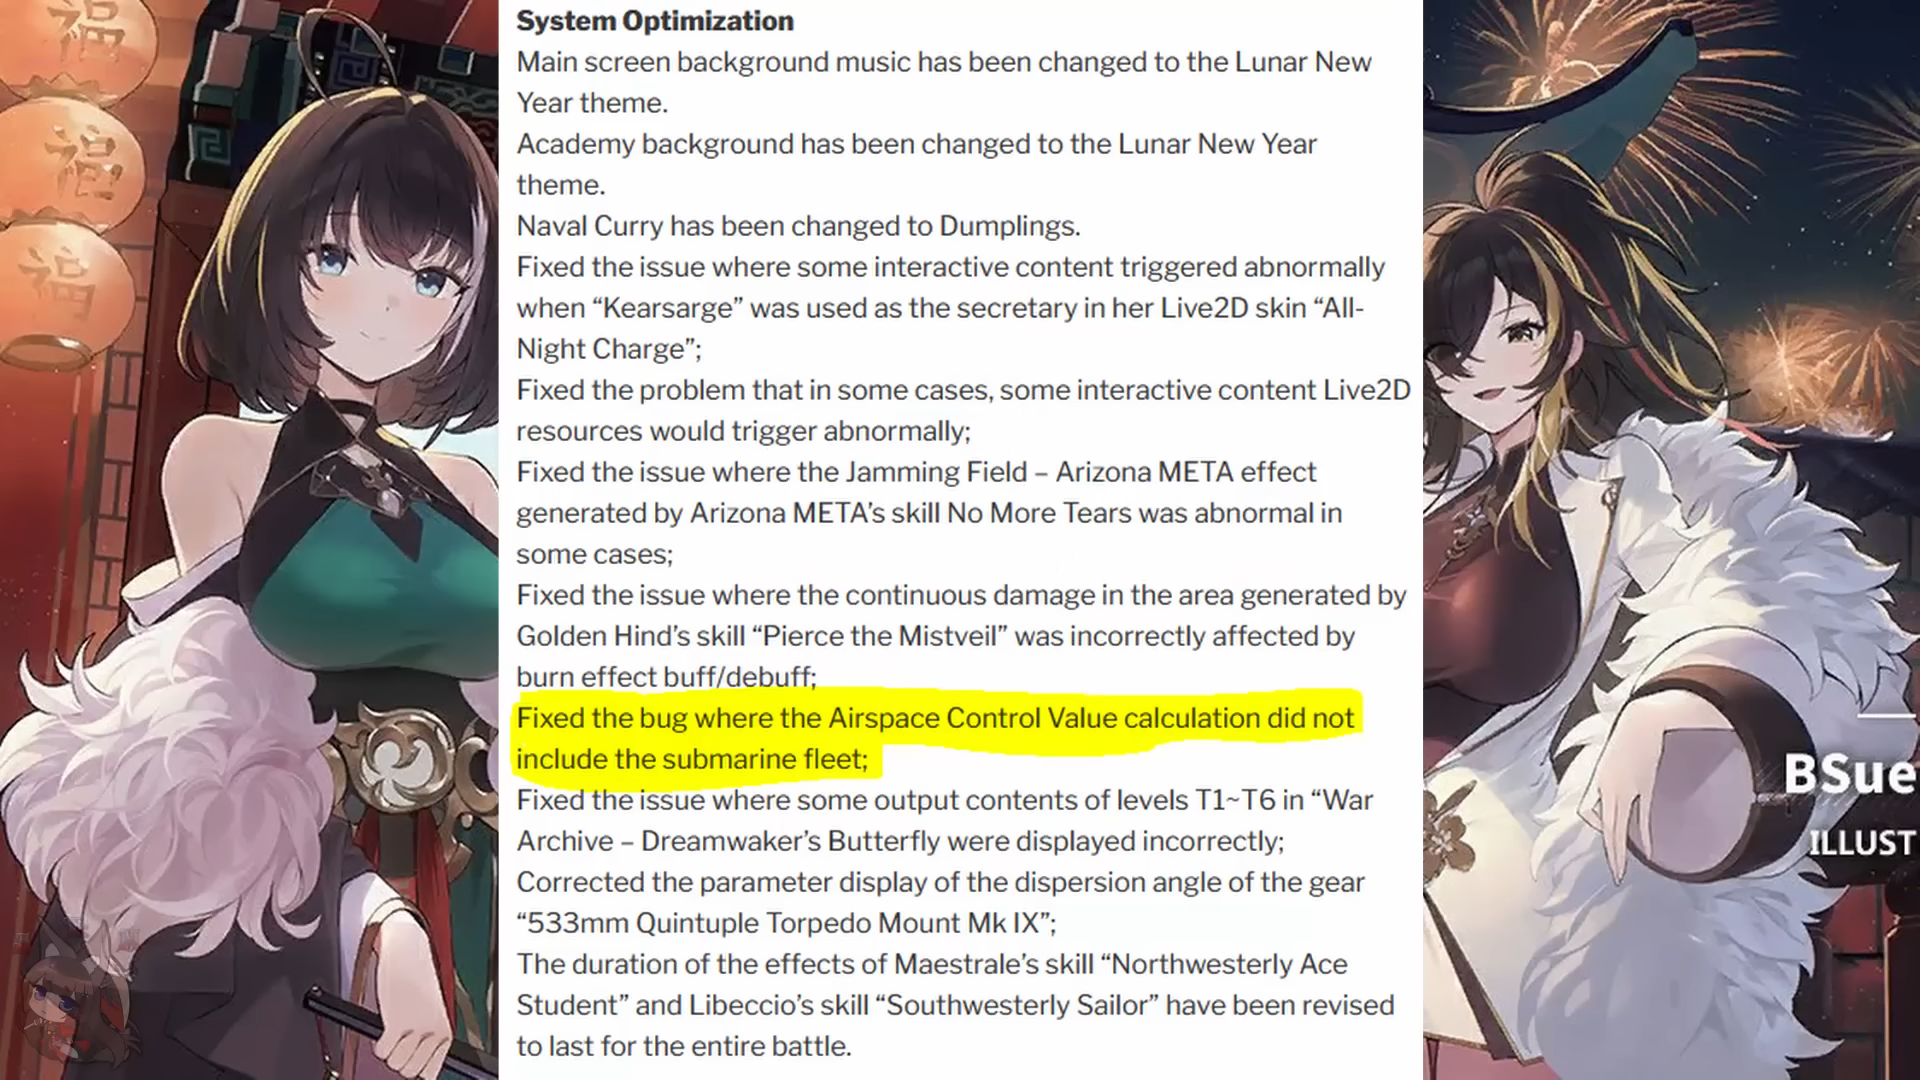 福
福
福
System Optimization
Main screen background music has been changed to the Lunar New
Year theme.
Academy background has been changed to the Lunar New Year
theme.
Naval Curry has been changed to Dumplings.
Fixed the issue where some interactive content triggered abnormally
when “Kearsarge” was used as the secretary in her Live2D skin “All-
Night Charge”;
Fixed the problem that in some cases, some interactive content Live2D
resources would trigger abnormally;
Fixed the issue where the Jamming Field – Arizona META effect
generated by Arizona META’s skill No More Tears was abnormal in
some cases;
Fixed the issue where the continuous damage in the area generated by
Golden Hind’s skill “Pierce the Mistveil” was incorrectly affected by
burn effect buff/debuff;
Fixed the bug where the Airspace Control Value calculation did not
include the submarine fleet;
Fixed the issue where some output contents of levels T1~T6 in “War
Archive – Dreamwaker’s Butterfly were displayed incorrectly;
Corrected the parameter display of the dispersion angle of the gear
“533mm Quintuple Torpedo Mount Mk IX”;
The duration of the effects of Maestrale’s skill “Northwesterly Ace
Student” and Libeccio’s skill “Southwesterly Sailor” have been revised
to last for the entire battle.
BSue
ILLUST